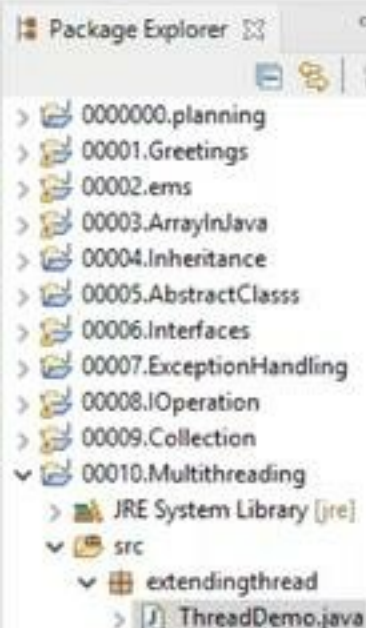 Package Explorer
0000000.planning
00001.Greetings
00002.ems
00003.ArrayInJava
00004.Inheritance
00005.AbstractClasss
00006.Interfaces
00007.ExceptionHandling
00008.IOperation
00009.Collection
00010.Multithreading
JRE System Library [jre]
src
extendingthread
ThreadDemo.java